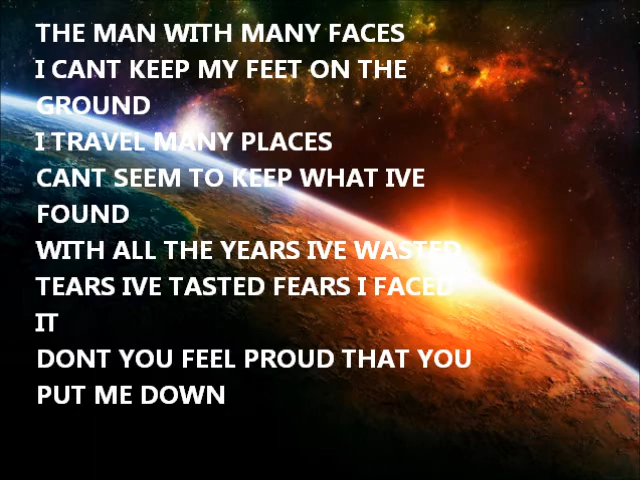 THE MAN WITH MANY FACES
I CANT KEEP MY FEET ON THE
GROUND
I TRAVEL MANY PLACES
CANT SEEM TO KEEP WHAT IVE
FOUND
WITH ALL THE YEARS IVE WASTED
TEARS IVE TASTED FEARS I FACED
IT
DONT YOU FEEL PROUD THAT YOU
PUT ME DOWN